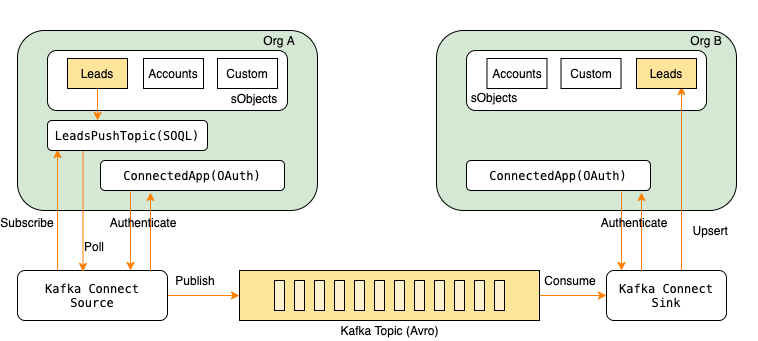 Org A
Org B
Leads
Accounts
Custom
sObjects
Accounts
Custom
Leads
sObjects
LeadsPushTopic(SOQL)
ConnectedApp(OAuth)
ConnectedApp(OAuth)
Subscribe
Authenticate
Authenticate
Upsert
Poll
Kafka Connect
Source
Publish
Consume
Kafka Connect
Sink
Kafka Topic (Avro)